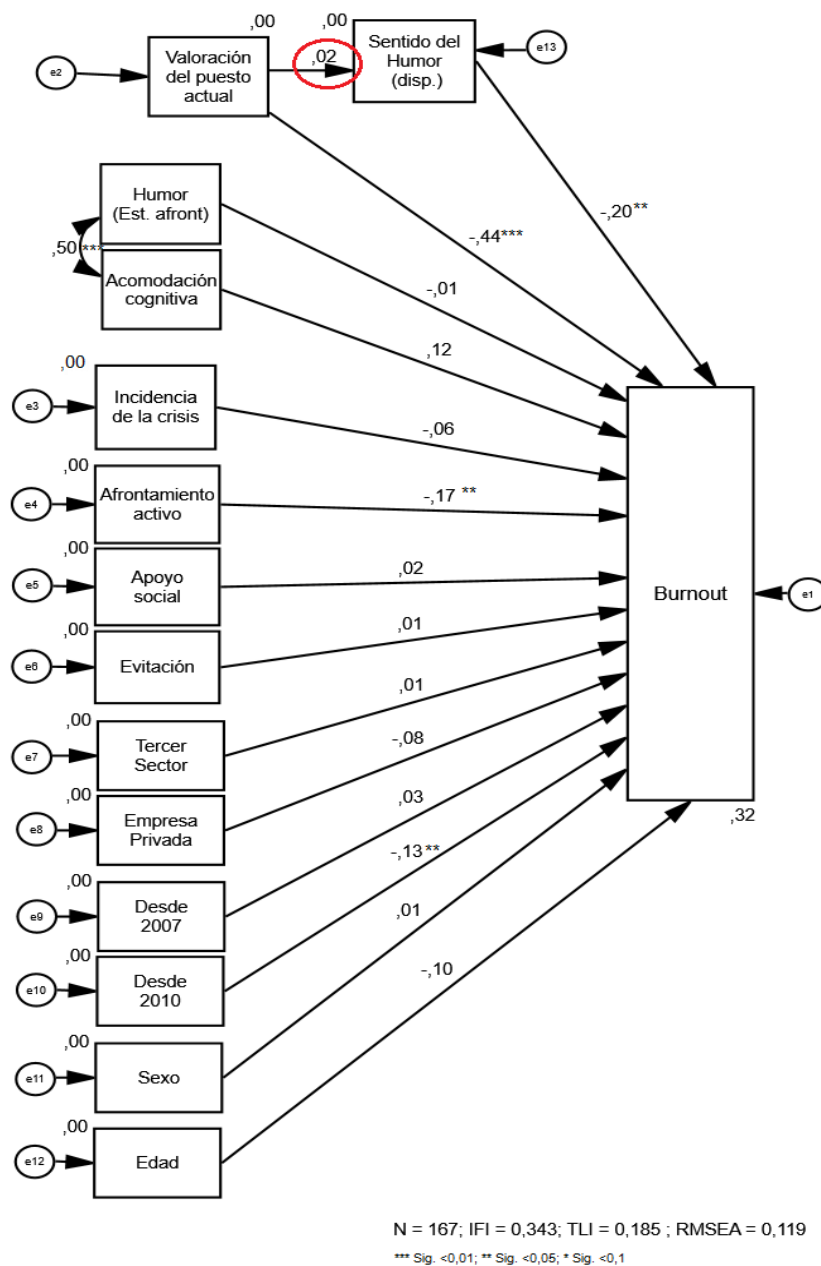 ,00
,00
e2
Valoración
del puesto
actual
,02
Sentido del
Humor
(disp.)
e13
Humor
(Est. afront)
-,44***
-,20**
,50***
Acomodación
cognitiva
-,01
,12
,00
e3
Incidencia
de la crisis
-,06
,00
e4
Afrontamiento
activo
-,17 **
,00
e5
Apoyo
social
,02
Burnout
e1
,00
e6
Evitación
,01
,00
e7
Tercer
Sector
,01
,00
e8
Empresa
Privada
-,08
,32
,00
e9
Desde
2007
,03
,00
e10
Desde
2010
-,13**
,00
e11
Sexo
,01
,00
e12
Edad
-,10
N = 167; IFI = 0,343; TLI = 0,185 ; RMSEA = 0,119
*** Sig. <0,01; ** Sig. <0,05; * Sig. <0,1